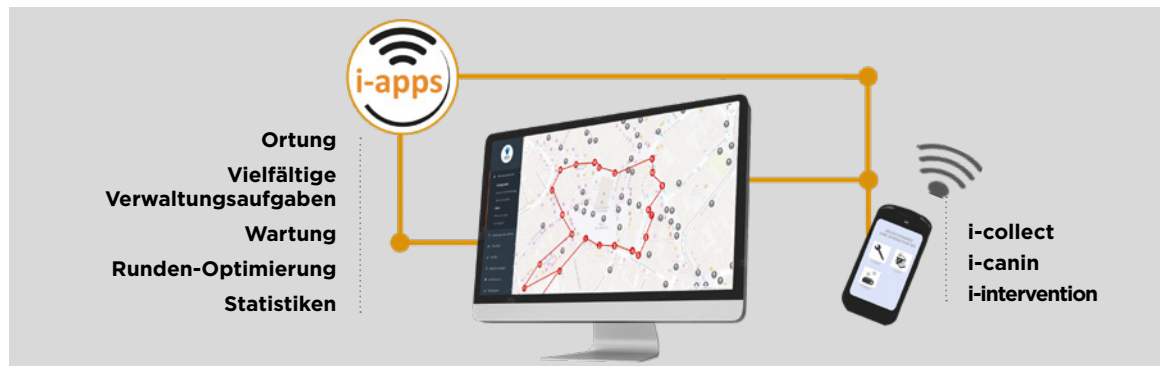 i-apps
Ortung
Vielfältige
Verwaltungsaufgaben
Wartung
Runden-Optimierung
Statistiken
i-collect
i-canin
i-intervention